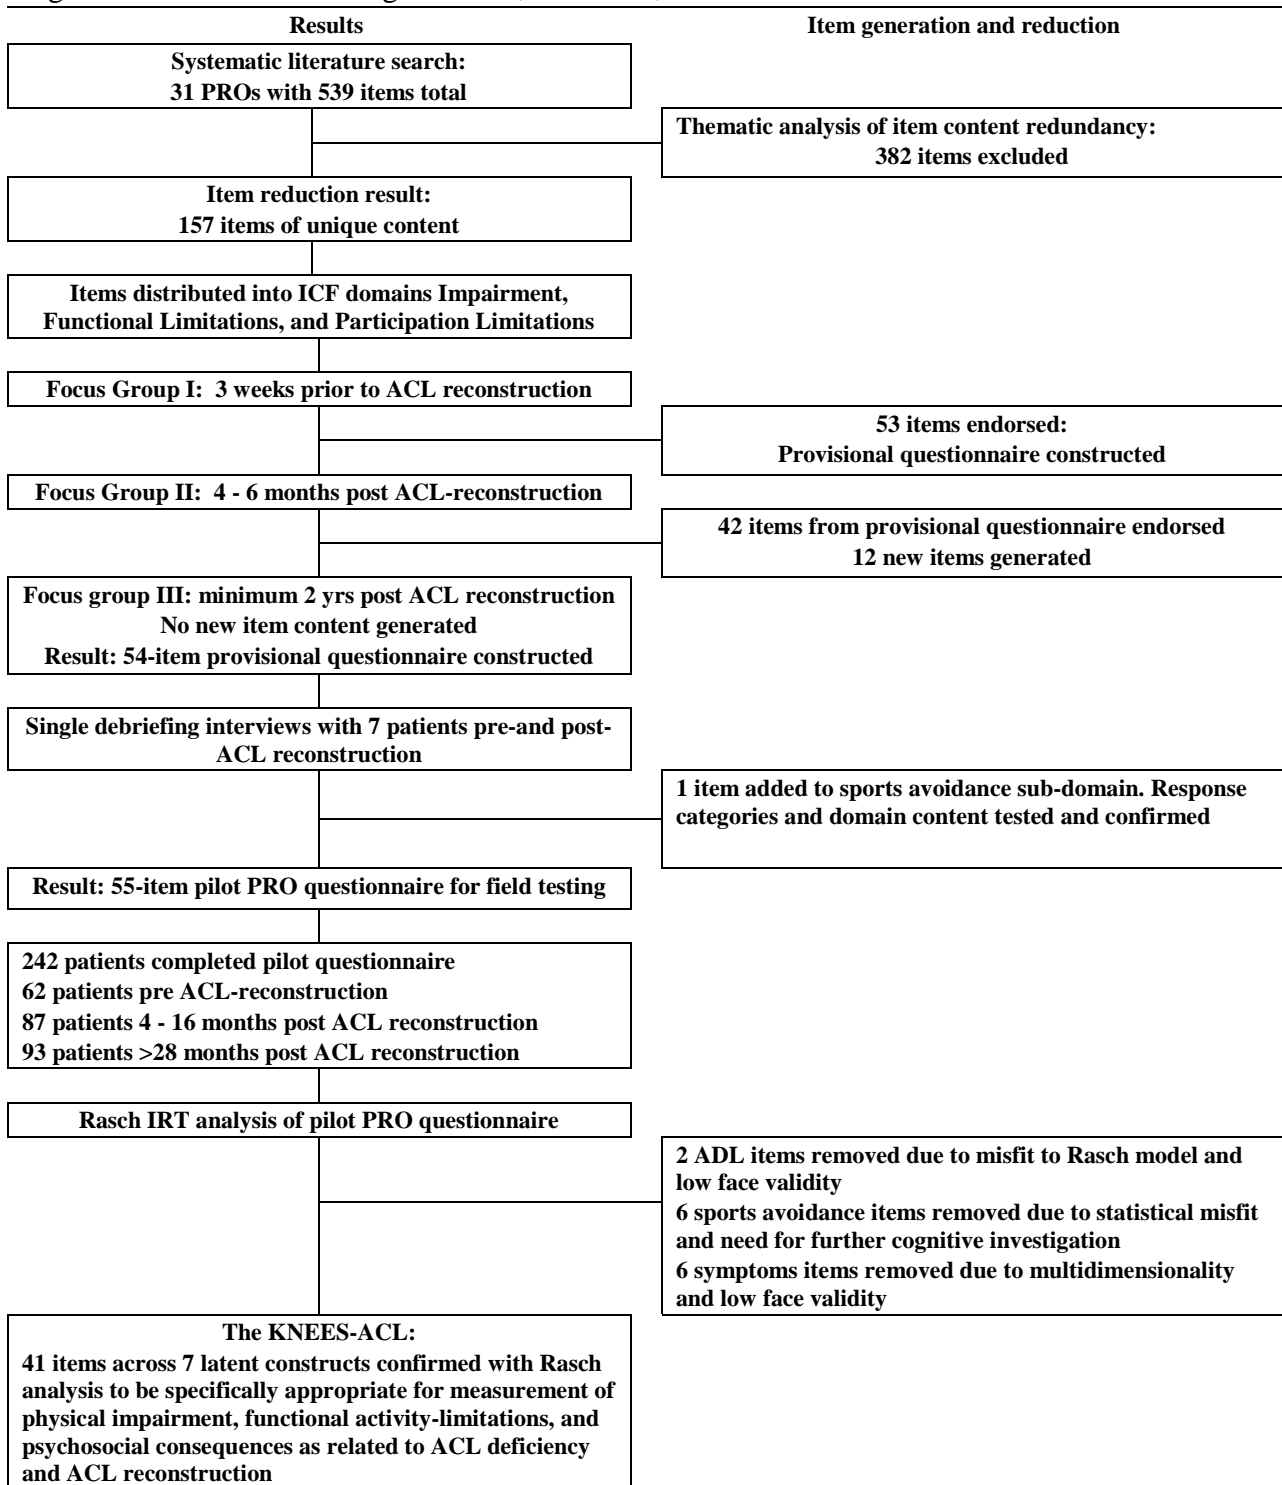 Results
Item generation and reduction
Systematic literature search:
31 PROs with 539 items total
Thematic analysis of item content redundancy:
382 items excluded
Item reduction result:
157 items of unique content
Items distributed into ICF domains Impairment,
Functional Limitations, and Participation Limitations
Focus Group I:  3 weeks prior to ACL reconstruction
53 items endorsed:
Provisional questionnaire constructed
Focus Group II:  4 - 6 months post ACL-reconstruction
42 items from provisional questionnaire endorsed
12 new items generated
Focus group III: minimum 2 yrs post ACL reconstruction
No new item content generated
Result: 54-item provisional questionnaire constructed
Single debriefing interviews with 7 patients pre-and post-
ACL reconstruction
1 item added to sports avoidance sub-domain. Response
categories and domain content tested and confirmed
Result: 55-item pilot PRO questionnaire for field testing
242 patients completed pilot questionnaire
62 patients pre ACL-reconstruction
87 patients 4 - 16 months post ACL reconstruction
93 patients >28 months post ACL reconstruction
Rasch IRT analysis of pilot PRO questionnaire
2 ADL items removed due to misfit to Rasch model and
low face validity
6 sports avoidance items removed due to statistical misfit
and need for further cognitive investigation
6 symptoms items removed due to multidimensionality
and low face validity
The KNEES-ACL:
41 items across 7 latent constructs confirmed with Rasch
analysis to be specifically appropriate for measurement of
physical impairment, functional activity-limitations, and
psychosocial consequences as related to ACL deficiency
and ACL reconstruction